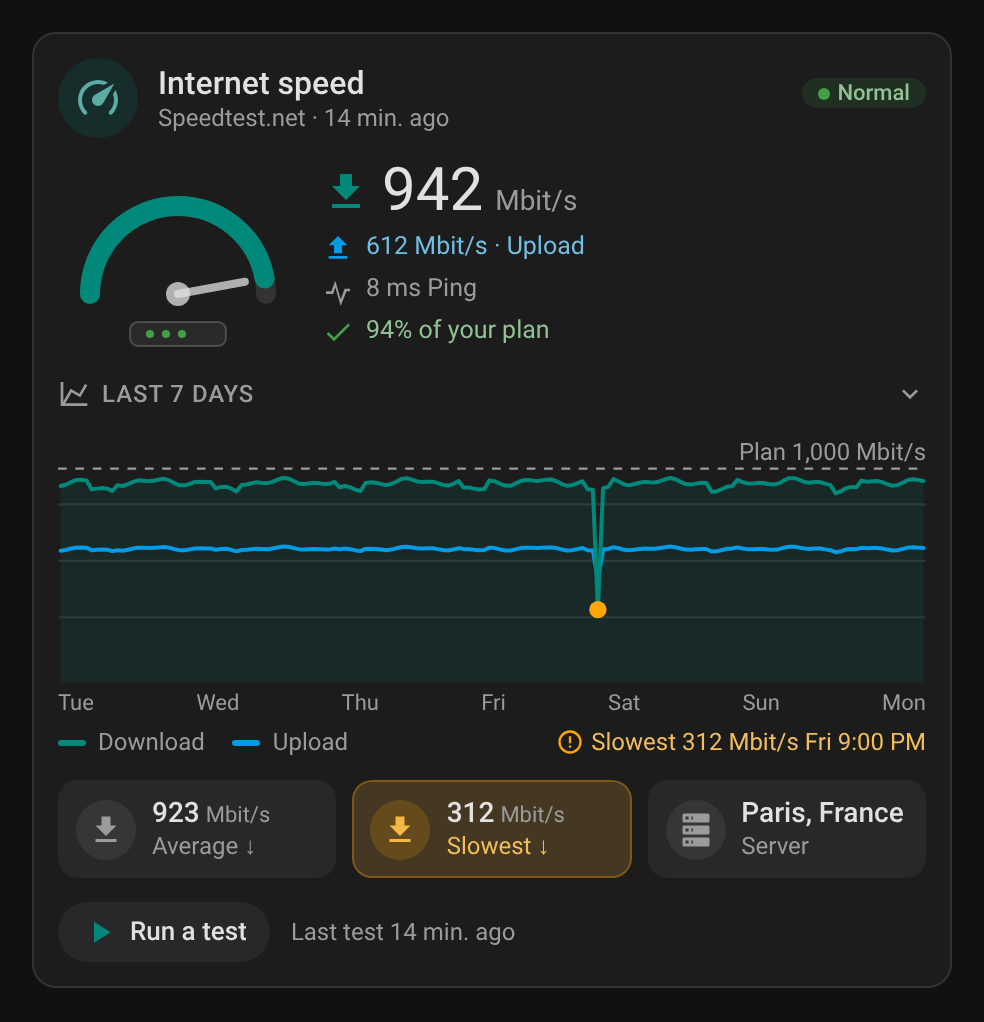 Internet speed
Speedtest.net · 14 min. ago
Normal
942 Mbit/s
612 Mbit/s · Upload
8 ms Ping
94% of your plan
LAST 7 DAYS
Plan 1,000 Mbit/s
Tue Wed Thu Fri Sat Sun Mon
Download Upload
Slowest 312 Mbit/s Fri 9:00 PM
923 Mbit/s
Average ↓
312 Mbit/s
Slowest ↓
Paris, France
Server
Run a test
Last test 14 min. ago